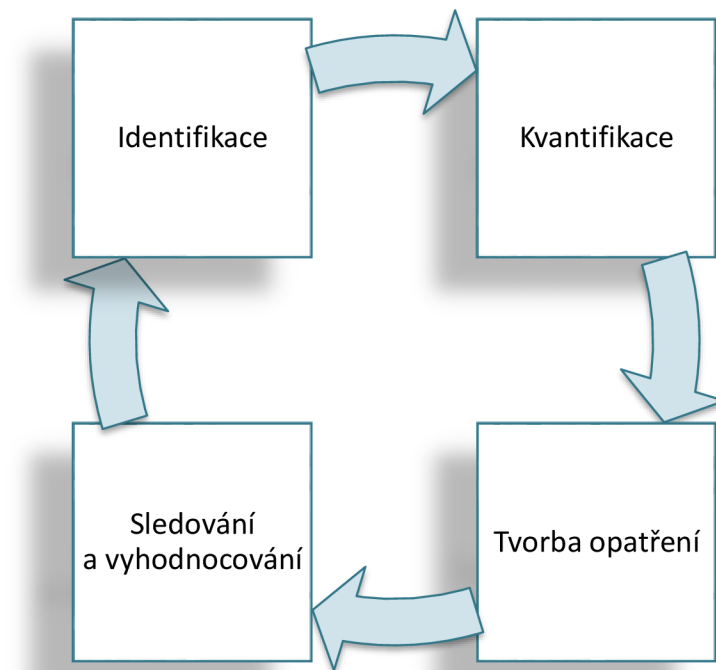 Identifikace
Kvantifikace
Sledování
a vyhodnocování
Tvorba opatření